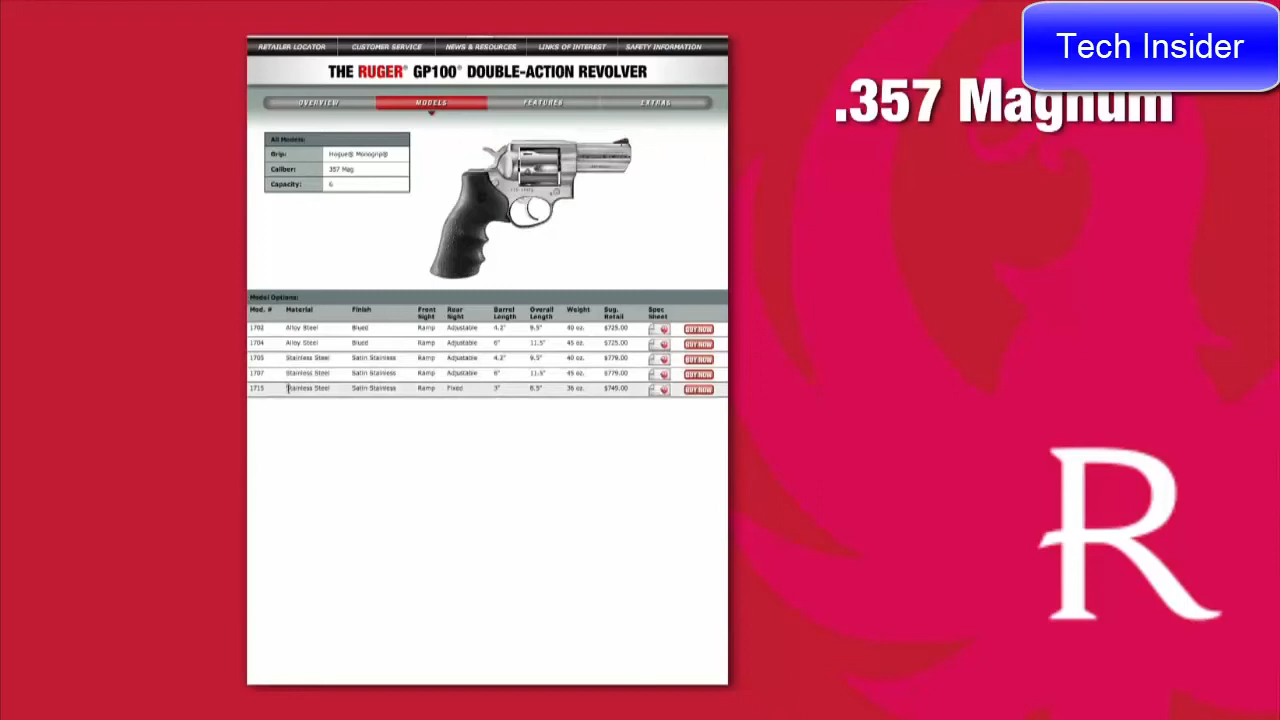 Tech Insider
.357 Magnum
RETAILER LOCATOR CUSTOMER SERVICE NEWS & RESOURCES LINKS OF INTEREST SAFETY INFORMATION
THE RUGER® GP100® DOUBLE-ACTION REVOLVER
OVERVIEW MODELS FEATURES EXTRAS
All Models:
Grip: Hogue® Monogrip®
Caliber: 357 Mag
Capacity: 6
Model Options:
Mod. # Material Finish Front Sight Rear Sight Barrel Length Overall Length Weight Sug. Retail Spec Sheet
1702 Alloy Steel Blued Ramp Adjustable 4.2" 9.5" 40 oz. $725.00 BUY NOW
1704 Alloy Steel Blued Ramp Adjustable 6" 11.5" 45 oz. $725.00 BUY NOW
1705 Stainless Steel Satin Stainless Ramp Adjustable 4.2" 9.5" 40 oz. $779.00 BUY NOW
1707 Stainless Steel Satin Stainless Ramp Adjustable 6" 11.5" 45 oz. $779.00 BUY NOW
1715 Stainless Steel Satin Stainless Ramp Fixed 3" 8.5" 36 oz. $749.00 BUY NOW
R